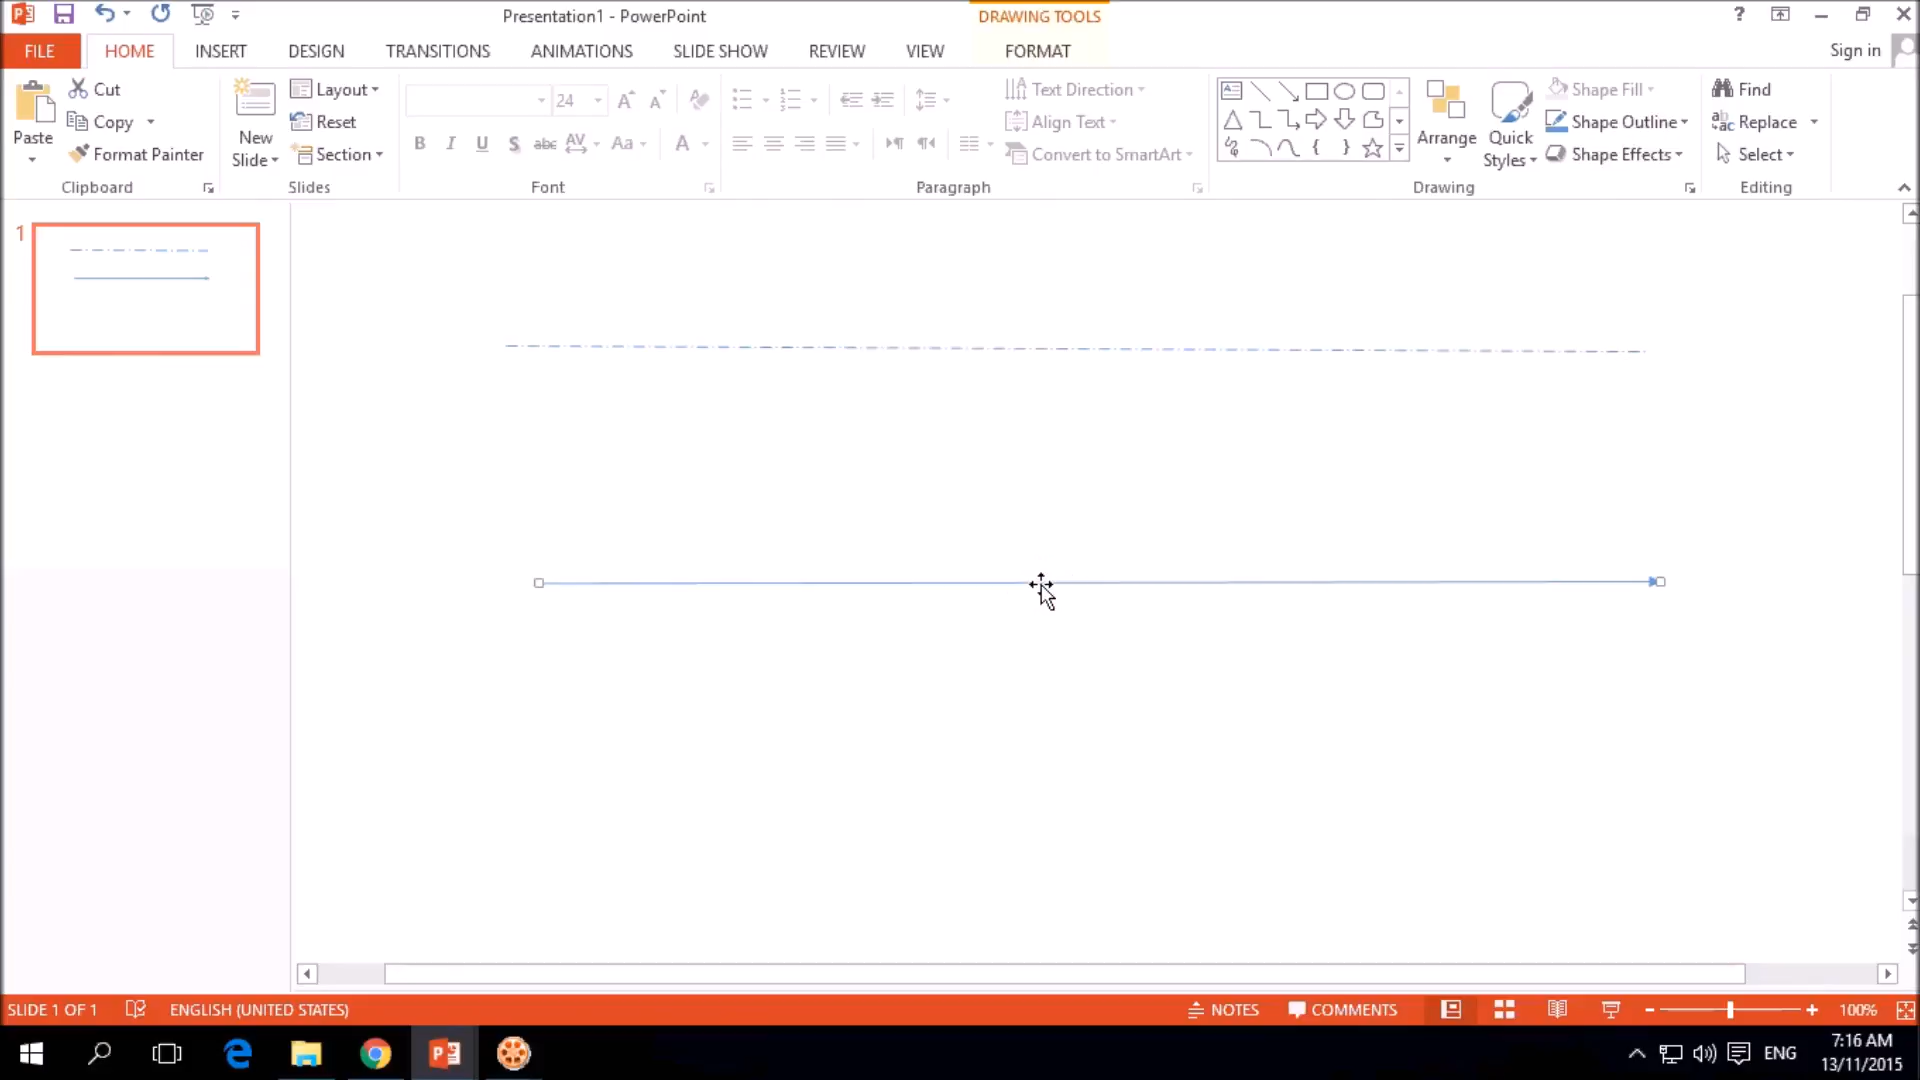 Presentation1 - PowerPoint
DRAWING TOOLS
?
FILE
HOME
INSERT
DESIGN
TRANSITIONS
ANIMATIONS
SLIDE SHOW
REVIEW
VIEW
FORMAT
Sign in
Paste
Cut
Copy
Format Painter
Clipboard
New
Slide
Layout
Reset
Section
Slides
24
B I U S abc AV Aa A
Font
Text Direction
Align Text
Convert to SmartArt
Paragraph
Arrange
Quick
Styles
Shape Fill
Shape Outline
Shape Effects
Drawing
Find
Replace
Select
Editing
1
SLIDE 1 OF 1
ENGLISH (UNITED STATES)
NOTES
COMMENTS
100%
ENG
7:16 AM
13/11/2015